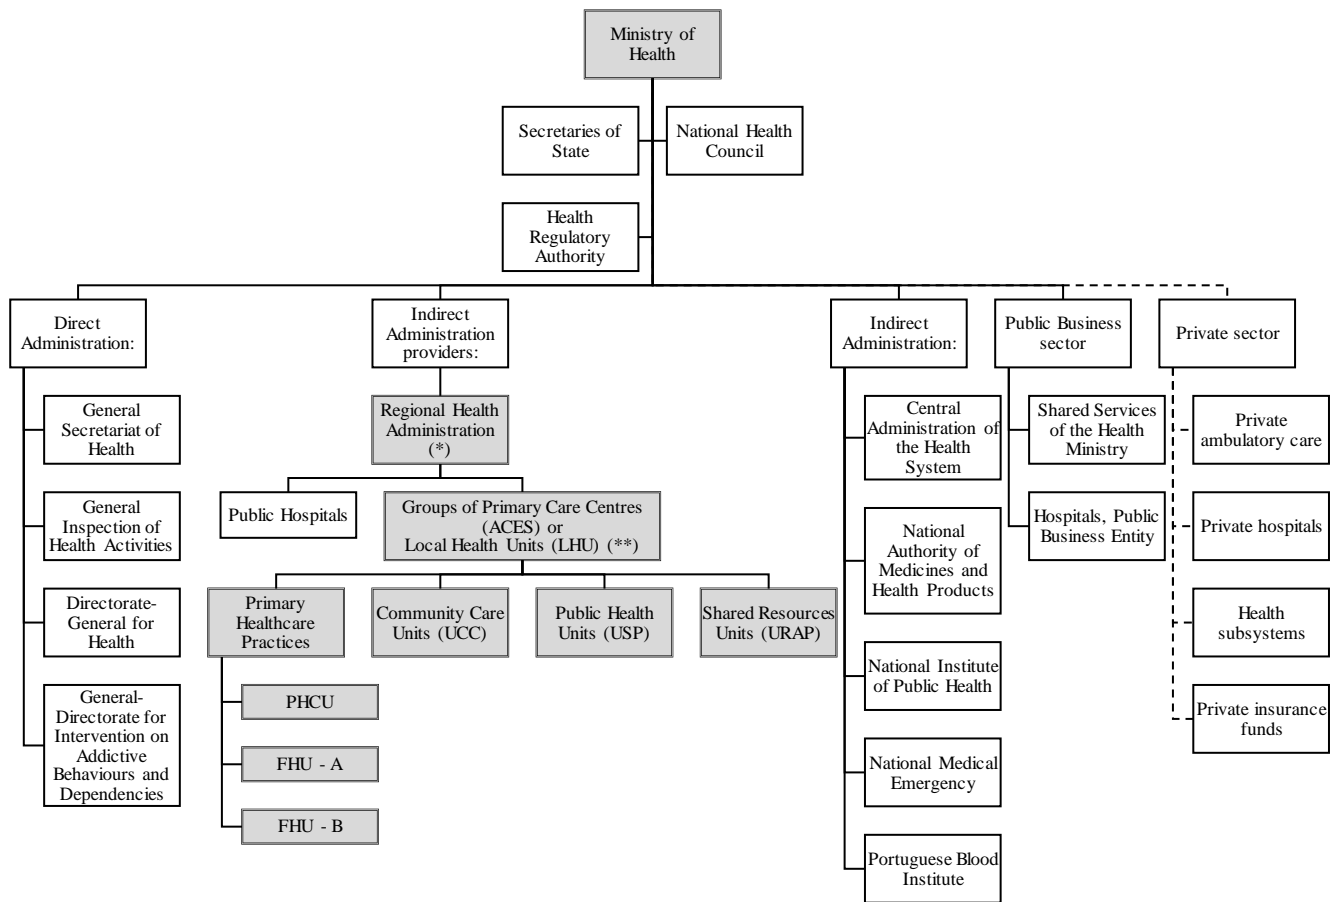 Ministry of
Health
Secretaries of
State
National Health
Council
Health
Regulatory
Authority
Direct
Administration:
Indirect
Administration
providers:
Indirect
Administration:
Public Business
sector
Private sector
General
Secretariat of
Health
General
Inspection of
Health Activities
Directorate-
General for
Health
General-
Directorate for
Intervention on
Addictive
Behaviours and
Dependencies
Regional Health
Administration
(*)
Public Hospitals
Groups of Primary Care Centres
(ACES) or
Local Health Units (LHU) (**)
Primary
Healthcare
Practices
Community Care
Units (UCC)
Public Health
Units (USP)
Shared Resources
Units (URAP)
PHCU
FHU - A
FHU - B
Central
Administration of
the Health
System
National
Authority of
Medicines and
Health Products
National Institute
of Public Health
National Medical
Emergency
Portuguese Blood
Institute
Shared Services
of the Health
Ministry
Hospitals, Public
Business Entity
Private
ambulatory care
Private hospitals
Health
subsystems
Private insurance
funds